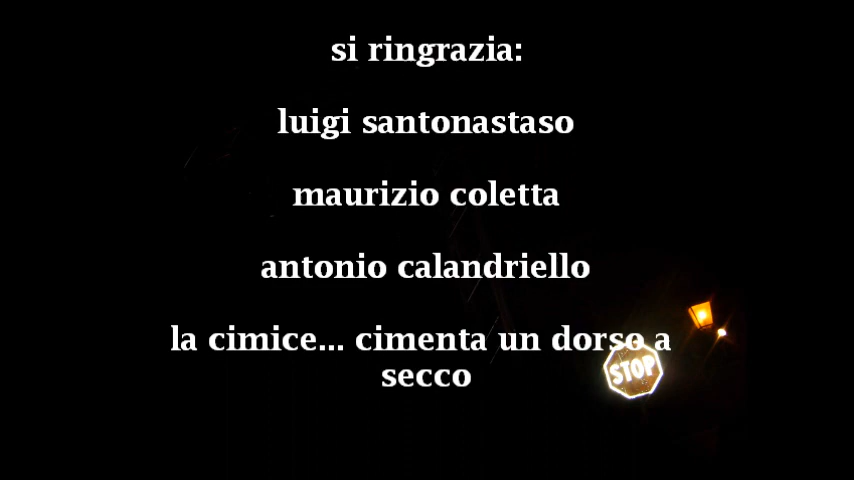 si ringrazia:
luigi santonastaso
maurizio coletta
antonio calandriello
la cimice... cimenta un dorso a
secco
STOP